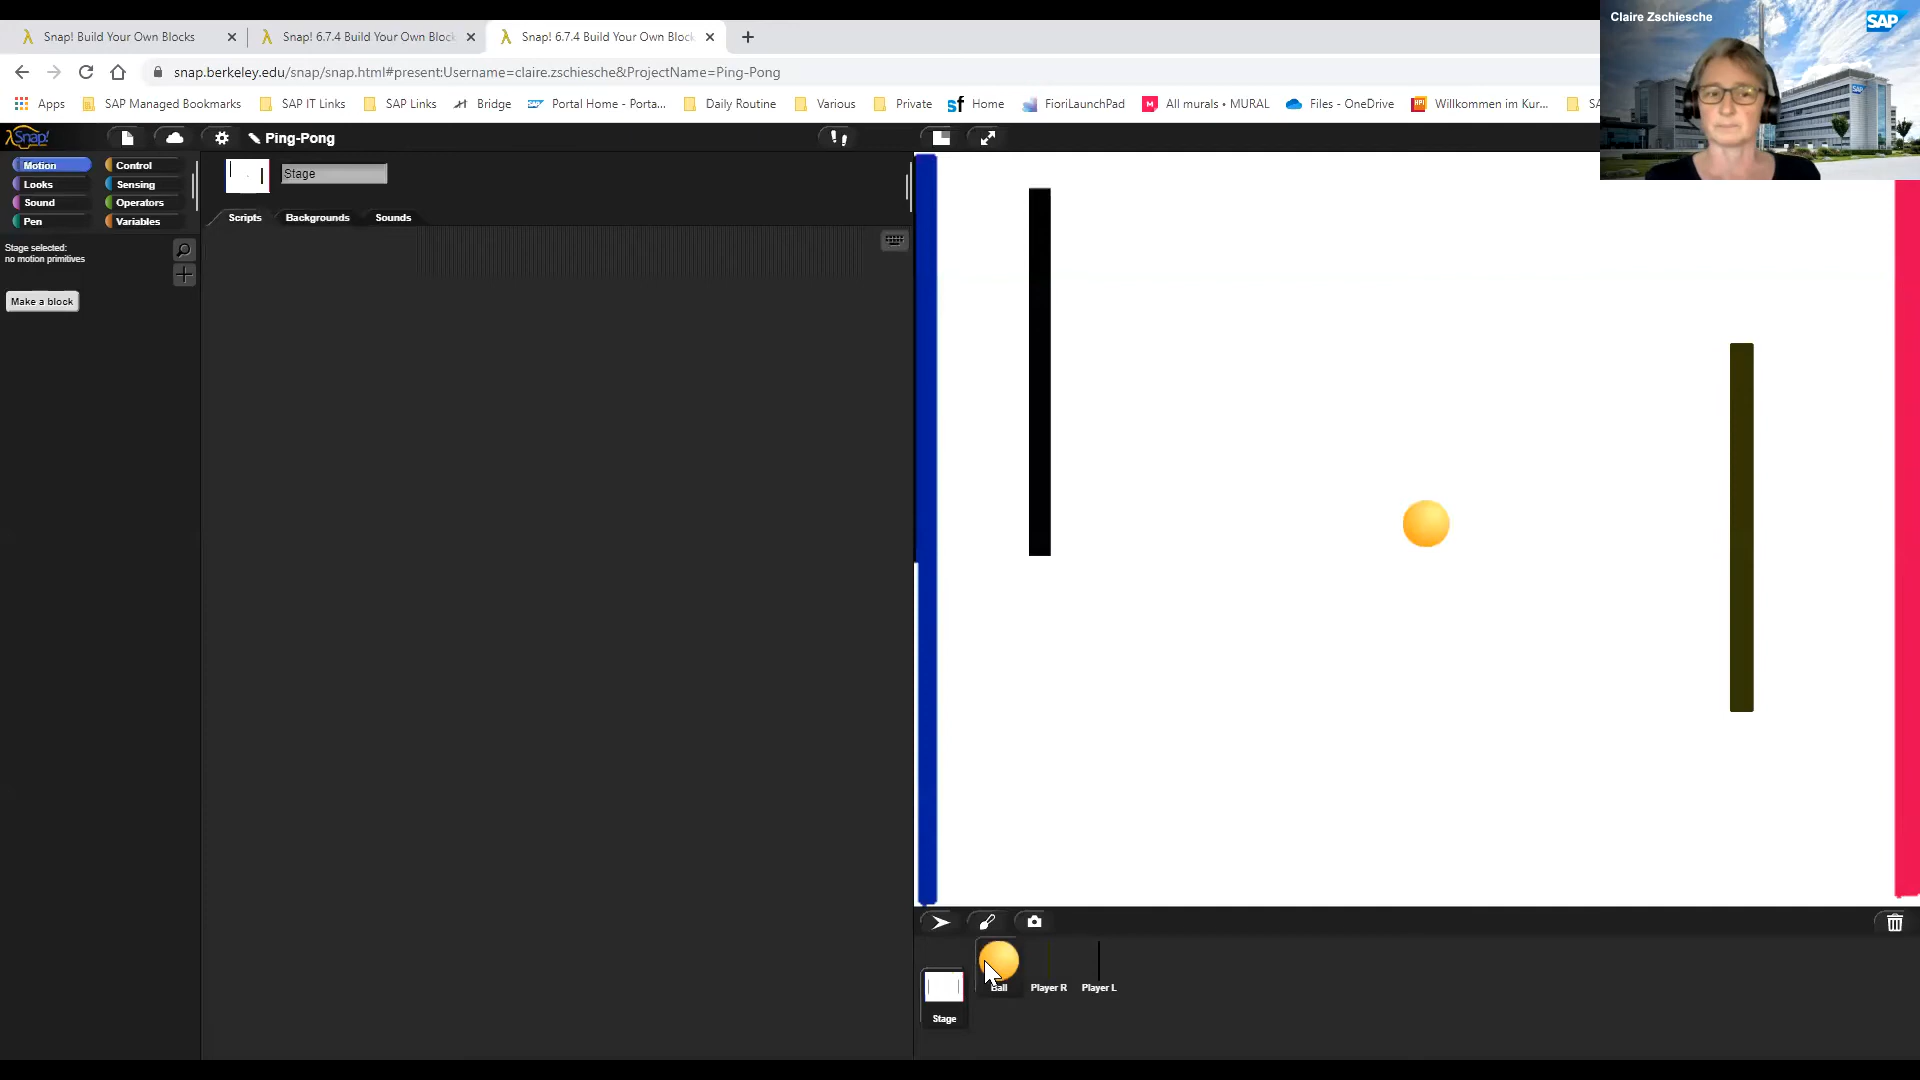 Claire Zschiesche
SAP
Snap! Build Your Own Blocks
Snap! 6.7.4 Build Your Own Block
Snap! 6.7.4 Build Your Own Block
snap.berkeley.edu/snap/snap.html#present:Username=claire.zschiesche&ProjectName=Ping-Pong
Apps
SAP Managed Bookmarks
SAP IT Links
SAP Links
Bridge
Portal Home - Porta...
Daily Routine
Various
Private
sf Home
FioriLaunchPad
M All murals • MURAL
Files - OneDrive
HPI Willkommen im Kur...
SAP
Snap!
Ping-Pong
Motion
Control
Looks
Sensing
Sound
Operators
Pen
Variables
Stage
Scripts
Backgrounds
Sounds
Stage selected:
no motion primitives
Make a block
Ball
Player R
Player L
Stage